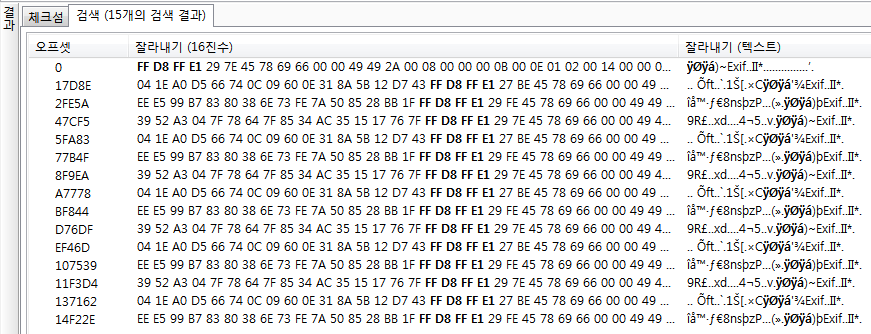 결과
체크섬 검색 (15개의 검색 결과)
오프셋 잘라내기 (16진수) 잘라내기 (텍스트)
0 FF D8 FF E1 29 7E 45 78 69 66 00 00 49 49 2A 00 08 00 00 00 0B 00 0E 01 02 00 14 00 00 0... ÿØÿá)~Exif..II*...............'.
17D8E 04 1E A0 D5 66 74 0C 09 60 0E 31 8A 5B 12 D7 43 FF D8 FF E1 27 BE 45 78 69 66 00 00 49 ... .. Õft..`.1Š[.×CÿØÿá'¾Exif..II*.
2FE5A EE E5 99 B7 83 80 38 6E 73 FE 7A 50 85 28 BB 1F FF D8 FF E1 29 FE 45 78 69 66 00 00 49 49 ... îå™·ƒ€8nsþzP…(».ÿØÿá)þExif..II*.
47CF5 39 52 A3 04 7F 78 64 7F 85 34 AC 35 15 17 76 7F FF D8 FF E1 29 7E 45 78 69 66 00 00 49 4... 9R£..xd....4¬5..v.ÿØÿá)~Exif..II*.
5FA83 04 1E A0 D5 66 74 0C 09 60 0E 31 8A 5B 12 D7 43 FF D8 FF E1 27 BE 45 78 69 66 00 00 49 ... .. Õft..`.1Š[.×CÿØÿá'¾Exif..II*.
77B4F EE E5 99 B7 83 80 38 6E 73 FE 7A 50 85 28 BB 1F FF D8 FF E1 29 FE 45 78 69 66 00 00 49 49 ... îå™·ƒ€8nsþzP…(».ÿØÿá)þExif..II*.
8F9EA 39 52 A3 04 7F 78 64 7F 85 34 AC 35 15 17 76 7F FF D8 FF E1 29 7E 45 78 69 66 00 00 49 4... 9R£..xd....4¬5..v.ÿØÿá)~Exif..II*.
A7778 04 1E A0 D5 66 74 0C 09 60 0E 31 8A 5B 12 D7 43 FF D8 FF E1 27 BE 45 78 69 66 00 00 49 ... .. Õft..`.1Š[.×CÿØÿá'¾Exif..II*.
BF844 EE E5 99 B7 83 80 38 6E 73 FE 7A 50 85 28 BB 1F FF D8 FF E1 29 FE 45 78 69 66 00 00 49 49 ... îå™·ƒ€8nsþzP…(».ÿØÿá)þExif..II*.
D76DF 39 52 A3 04 7F 78 64 7F 85 34 AC 35 15 17 76 7F FF D8 FF E1 29 7E 45 78 69 66 00 00 49 4... 9R£..xd....4¬5..v.ÿØÿá)~Exif..II*.
EF46D 04 1E A0 D5 66 74 0C 09 60 0E 31 8A 5B 12 D7 43 FF D8 FF E1 27 BE 45 78 69 66 00 00 49 ... .. Õft..`.1Š[.×CÿØÿá'¾Exif..II*.
107539 EE E5 99 B7 83 80 38 6E 73 FE 7A 50 85 28 BB 1F FF D8 FF E1 29 FE 45 78 69 66 00 00 49 49 ... îå™·ƒ€8nsþzP…(».ÿØÿá)þExif..II*.
11F3D4 39 52 A3 04 7F 78 64 7F 85 34 AC 35 15 17 76 7F FF D8 FF E1 29 7E 45 78 69 66 00 00 49 4... 9R£..xd....4¬5..v.ÿØÿá)~Exif..II*.
137162 04 1E A0 D5 66 74 0C 09 60 0E 31 8A 5B 12 D7 43 FF D8 FF E1 27 BE 45 78 69 66 00 00 49 ... .. Õft..`.1Š[.×CÿØÿá'¾Exif..II*.
14F22E EE E5 99 B7 83 80 38 6E 73 FE 7A 50 85 28 BB 1F FF D8 FF E1 29 FE 45 78 69 66 00 00 49 49 ... îå™·ƒ€8nsþzP…(».ÿØÿá)þExif..II*.